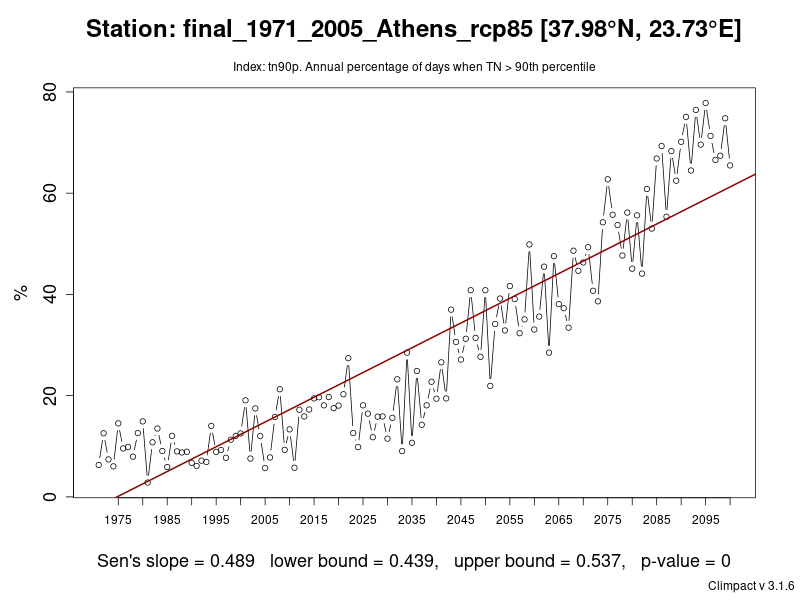 Station: final_1971_2005_Athens_rcp85 [37.98°N, 23.73°E]
Index: tn90p. Annual percentage of days when TN > 90th percentile
80
60
40
20
0
%
1975 1985 1995 2005 2015 2025 2035 2045 2055 2065 2075 2085 2095
Sen's slope = 0.489 lower bound = 0.439, upper bound = 0.537, p-value = 0
Climpact v 3.1.6